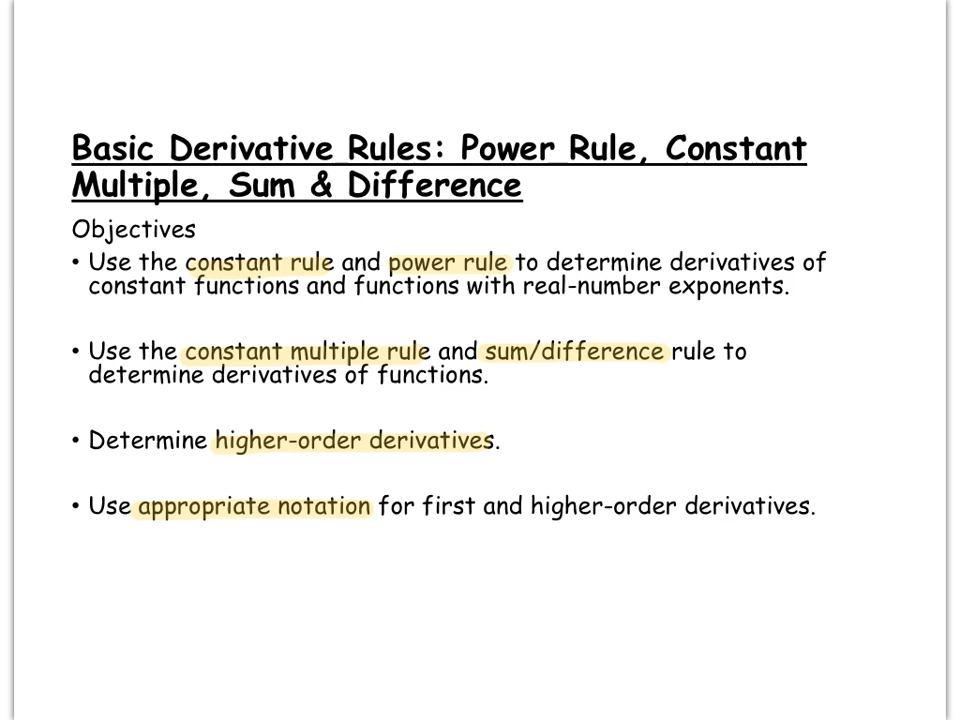 Basic Derivative Rules: Power Rule, Constant
Multiple, Sum & Difference
Objectives
• Use the constant rule and power rule to determine derivatives of
constant functions and functions with real-number exponents.
• Use the constant multiple rule and sum/difference rule to
determine derivatives of functions.
• Determine higher-order derivatives.
• Use appropriate notation for first and higher-order derivatives.